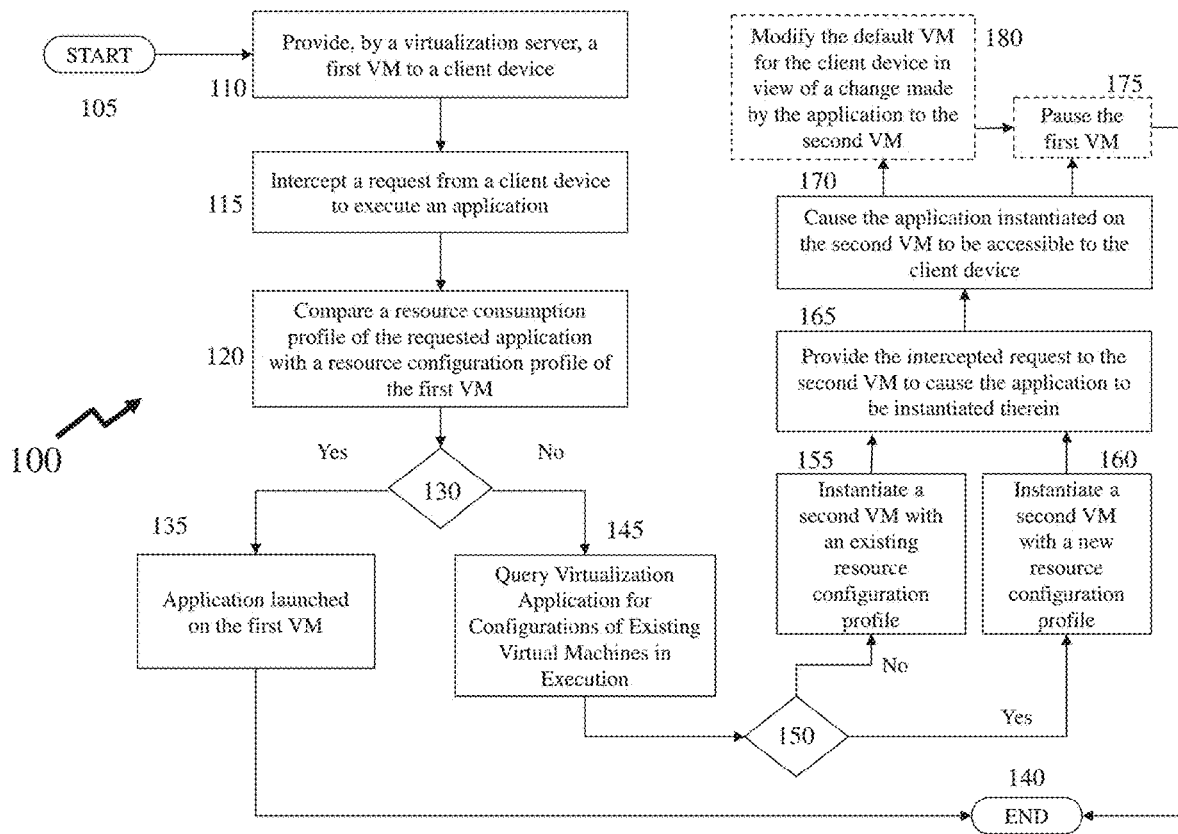 START
105
Provide, by a virtualization server, a
first VM to a client device
110
Intercept a request from a client device
to execute an application
115
Compare a resource consumption
profile of the requested application
with a resource configuration profile of
the first VM
120
100
Yes
No
130
135
Application launched
on the first VM
145
Query Virtualization
Application for
Configurations of Existing
Virtual Machines in
Execution
150
No
Yes
155
Instantiate a
second VM with
an existing
resource
configuration
profile
160
Instantiate a
second VM
with a new
resource
configuration
profile
165
Provide the intercepted request to the
second VM to cause the application to
be instantiated therein
170
Cause the application instantiated on
the second VM to be accessible to the
client device
180
Modify the default VM
for the client device in
view of a change made
by the application to the
second VM
175
Pause the
first VM
140
END